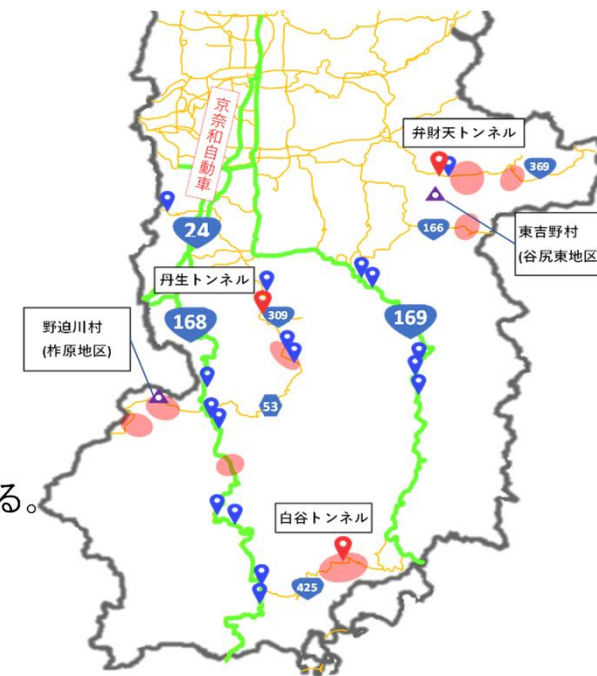 京奈和自動車
弁財天トンネル
369
166
東吉野村
(谷尻東地区
24
丹生トンネル
309
168
169
野迫川村
(柞原地区)
53
る。
白谷トンネル
425